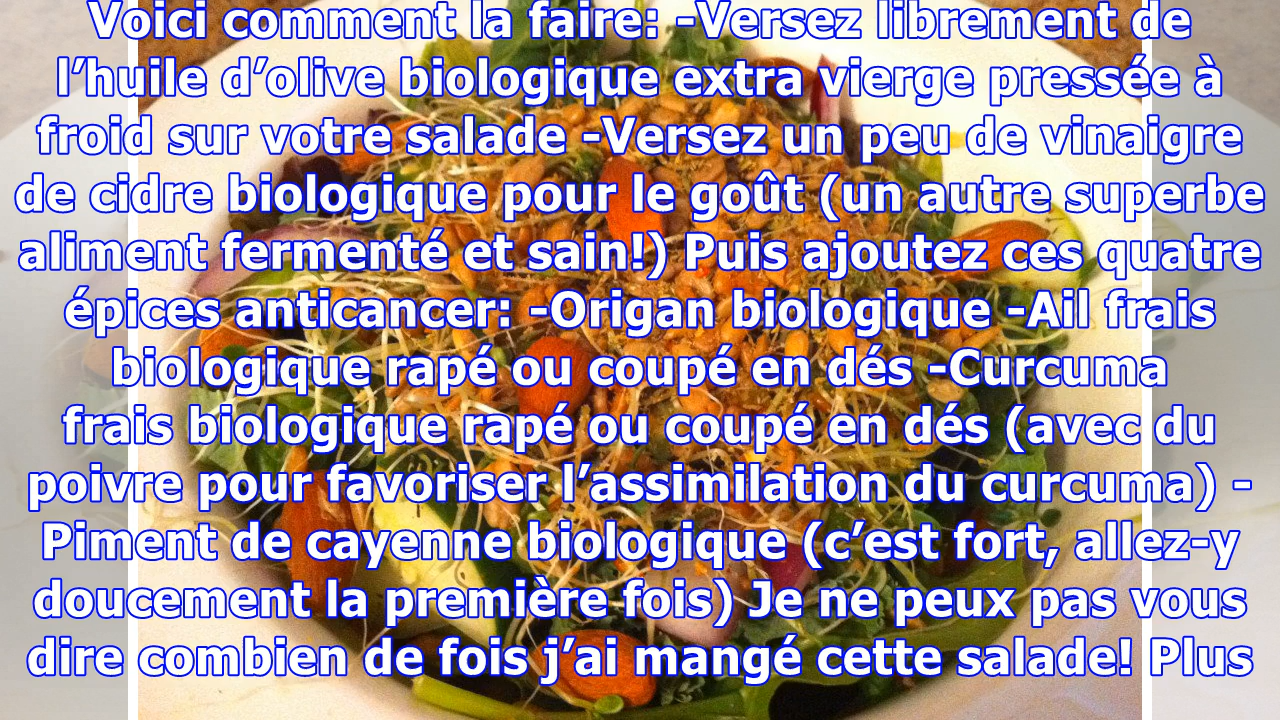 Voici comment la faire: -Versez librement de
l’huile d’olive biologique extra vierge pressée à
froid sur votre salade -Versez un peu de vinaigre
de cidre biologique pour le goût (un autre superbe
aliment fermenté et sain!) Puis ajoutez ces quatre
épices anticancer: -Origan biologique -Ail frais
biologique rapé ou coupé en dés -Curcuma
frais biologique rapé ou coupé en dés (avec du
poivre pour favoriser l’assimilation du curcuma) -
Piment de cayenne biologique (c’est fort, allez-y
doucement la première fois) Je ne peux pas vous
dire combien de fois j’ai mangé cette salade! Plus